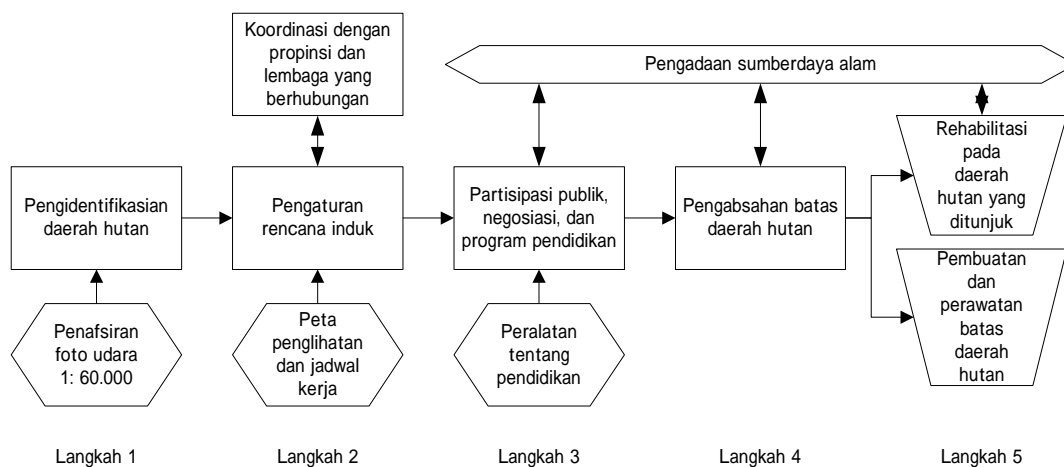 Koordinasi dengan
propinsi dan
lembaga yang
berhubungan
Pengadaan sumberdaya alam
Pengidentifikasian
daerah hutan
Pengaturan
rencana induk
Partisipasi publik,
negosiasi, dan
program pendidikan
Pengabsahan batas
daerah hutan
Rehabilitasi
pada
daerah
hutan yang
ditunjuk
Pembuatan
dan
perawatan
batas
daerah
hutan
Penafsiran
foto udara
1: 60.000
Peta
penglihatan
dan jadwal
kerja
Peralatan
tentang
pendidikan
Langkah 1
Langkah 2
Langkah 3
Langkah 4
Langkah 5